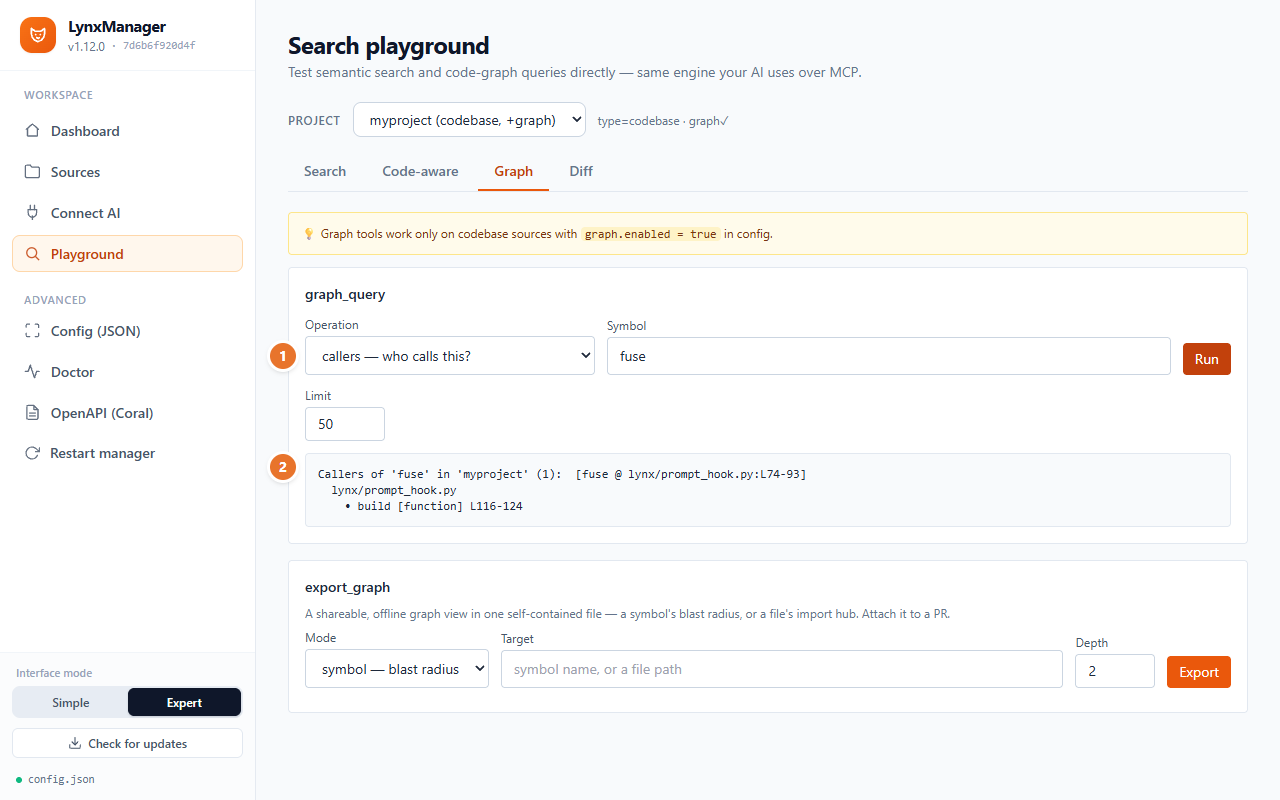 LynxManager
v1.12.0 · 7d6b6f920d4f
WORKSPACE
Dashboard
Sources
Connect AI
Playground
ADVANCED
Config (JSON)
Doctor
OpenAPI (Coral)
Restart manager
Interface mode
Simple
Expert
Check for updates
config.json
Search playground
Test semantic search and code-graph queries directly — same engine your AI uses over MCP.
PROJECT
myproject (codebase, +graph)
type=codebase · graph✓
Search
Code-aware
Graph
Diff
💡 Graph tools work only on codebase sources with graph.enabled = true in config.
graph_query
Operation
Symbol
1
callers — who calls this?
fuse
Run
Limit
50
2
Callers of 'fuse' in 'myproject' (1):  [fuse @ lynx/prompt_hook.py:L74-93]
lynx/prompt_hook.py
• build [function] L116-124
export_graph
A shareable, offline graph view in one self-contained file — a symbol's blast radius, or a file's import hub. Attach it to a PR.
Mode
Target
Depth
symbol — blast radius
symbol name, or a file path
2
Export